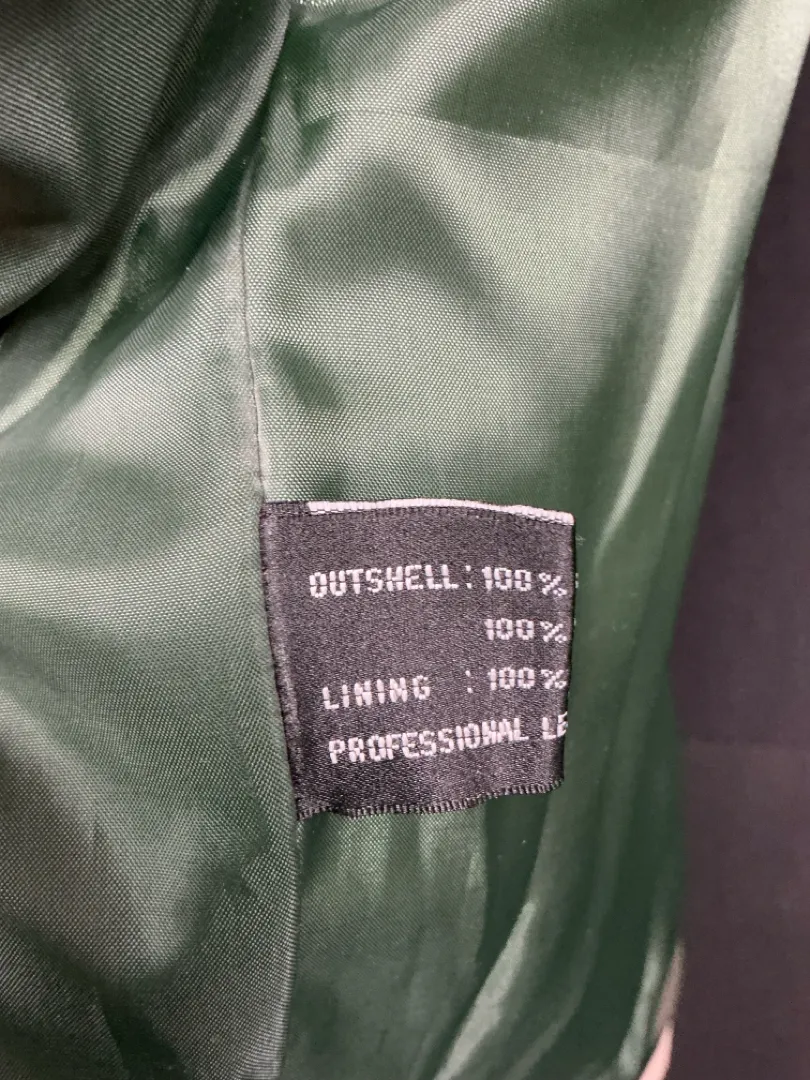 OUTSHELL: 100%
100%
LINING : 100%
PROFESSIONAL LE